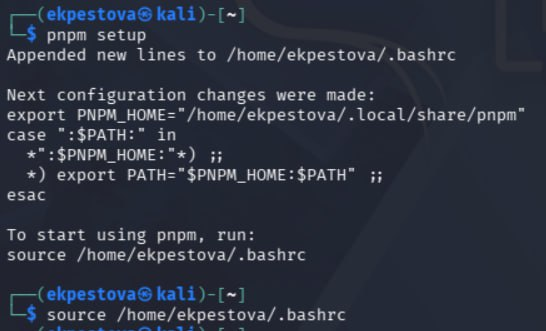 ┌──(ekpestova㉿kali)-[~]
└─$ pnpm setup
Appended new lines to /home/ekpestova/.bashrc

Next configuration changes were made:
export PNPM_HOME="/home/ekpestova/.local/share/pnpm"
case ":$PATH:" in
  *":$PNPM_HOME:"*) ;;
  *) export PATH="$PNPM_HOME:$PATH" ;;
esac

To start using pnpm, run:
source /home/ekpestova/.bashrc

┌──(ekpestova㉿kali)-[~]
└─$ source /home/ekpestova/.bashrc